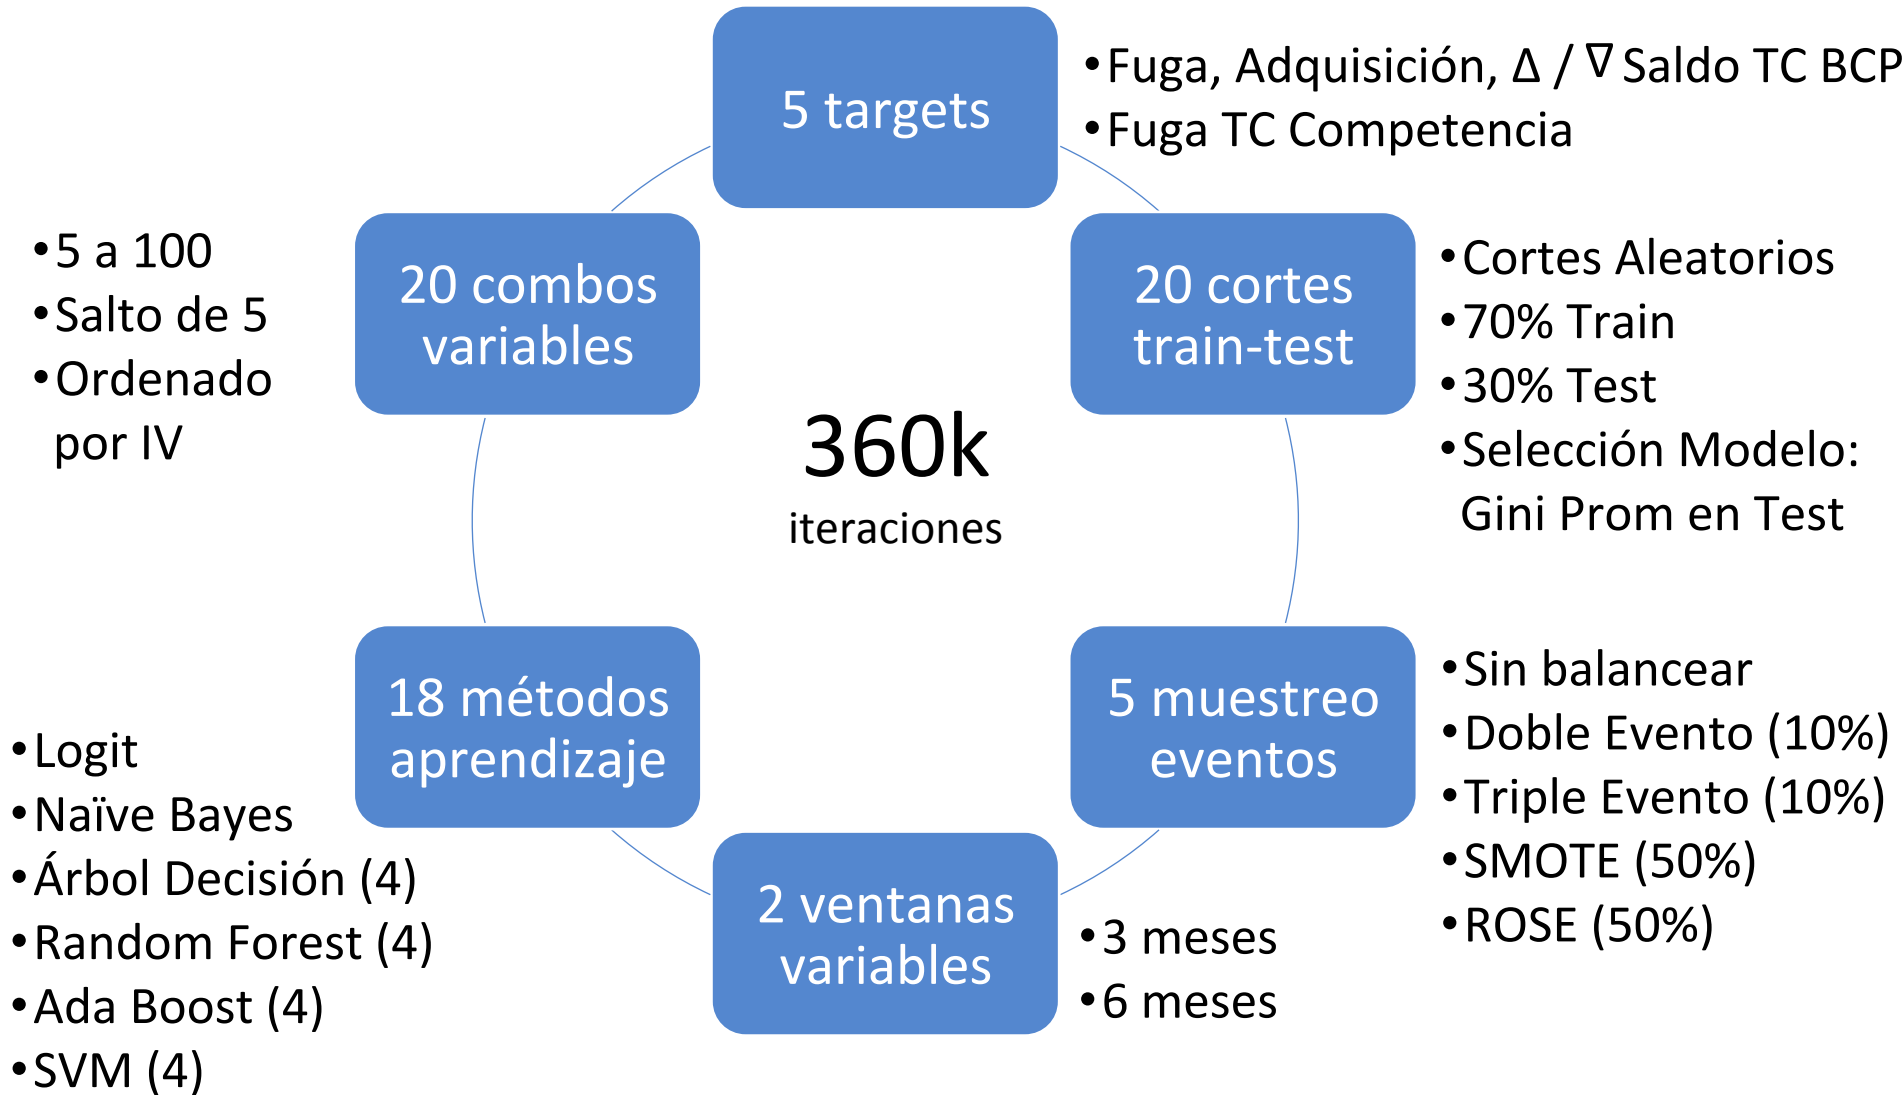 5 targets
•Fuga, Adquisición, Δ / ∇ Saldo TC BCP
•Fuga TC Competencia
20 cortes
train-test
•Cortes Aleatorios
•70% Train
•30% Test
•Selección Modelo:
Gini Prom en Test
5 muestreo
eventos
•Sin balancear
•Doble Evento (10%)
•Triple Evento (10%)
•SMOTE (50%)
•ROSE (50%)
2 ventanas
variables
•3 meses
•6 meses
18 métodos
aprendizaje
•Logit
•Naïve Bayes
•Árbol Decisión (4)
•Random Forest (4)
•Ada Boost (4)
•SVM (4)
20 combos
variables
•5 a 100
•Salto de 5
•Ordenado
por IV
360k
iteraciones